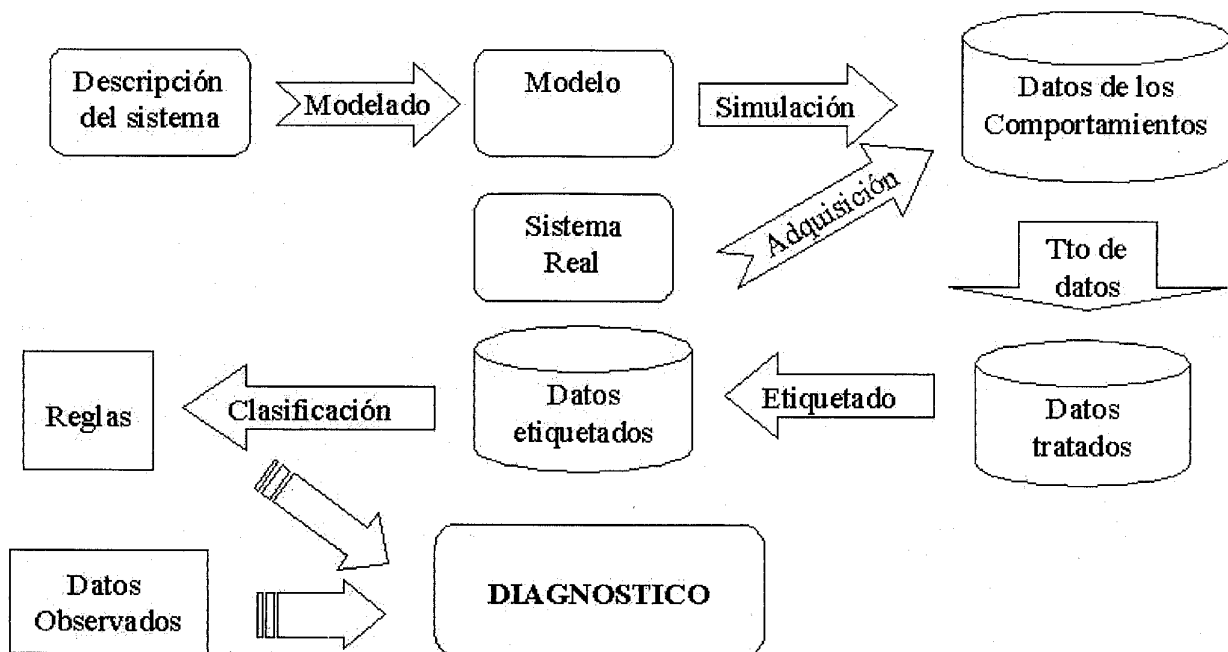 Descripción
del sistema
Modelado
Modelo
Simulación
Datos de los
Comportamientos
Sistema
Real
Adquisición
Tto de
datos
Reglas
Clasificación
Datos
etiquetados
Etiquetado
Datos
tratados
Datos
Observados
DIAGNOSTICO